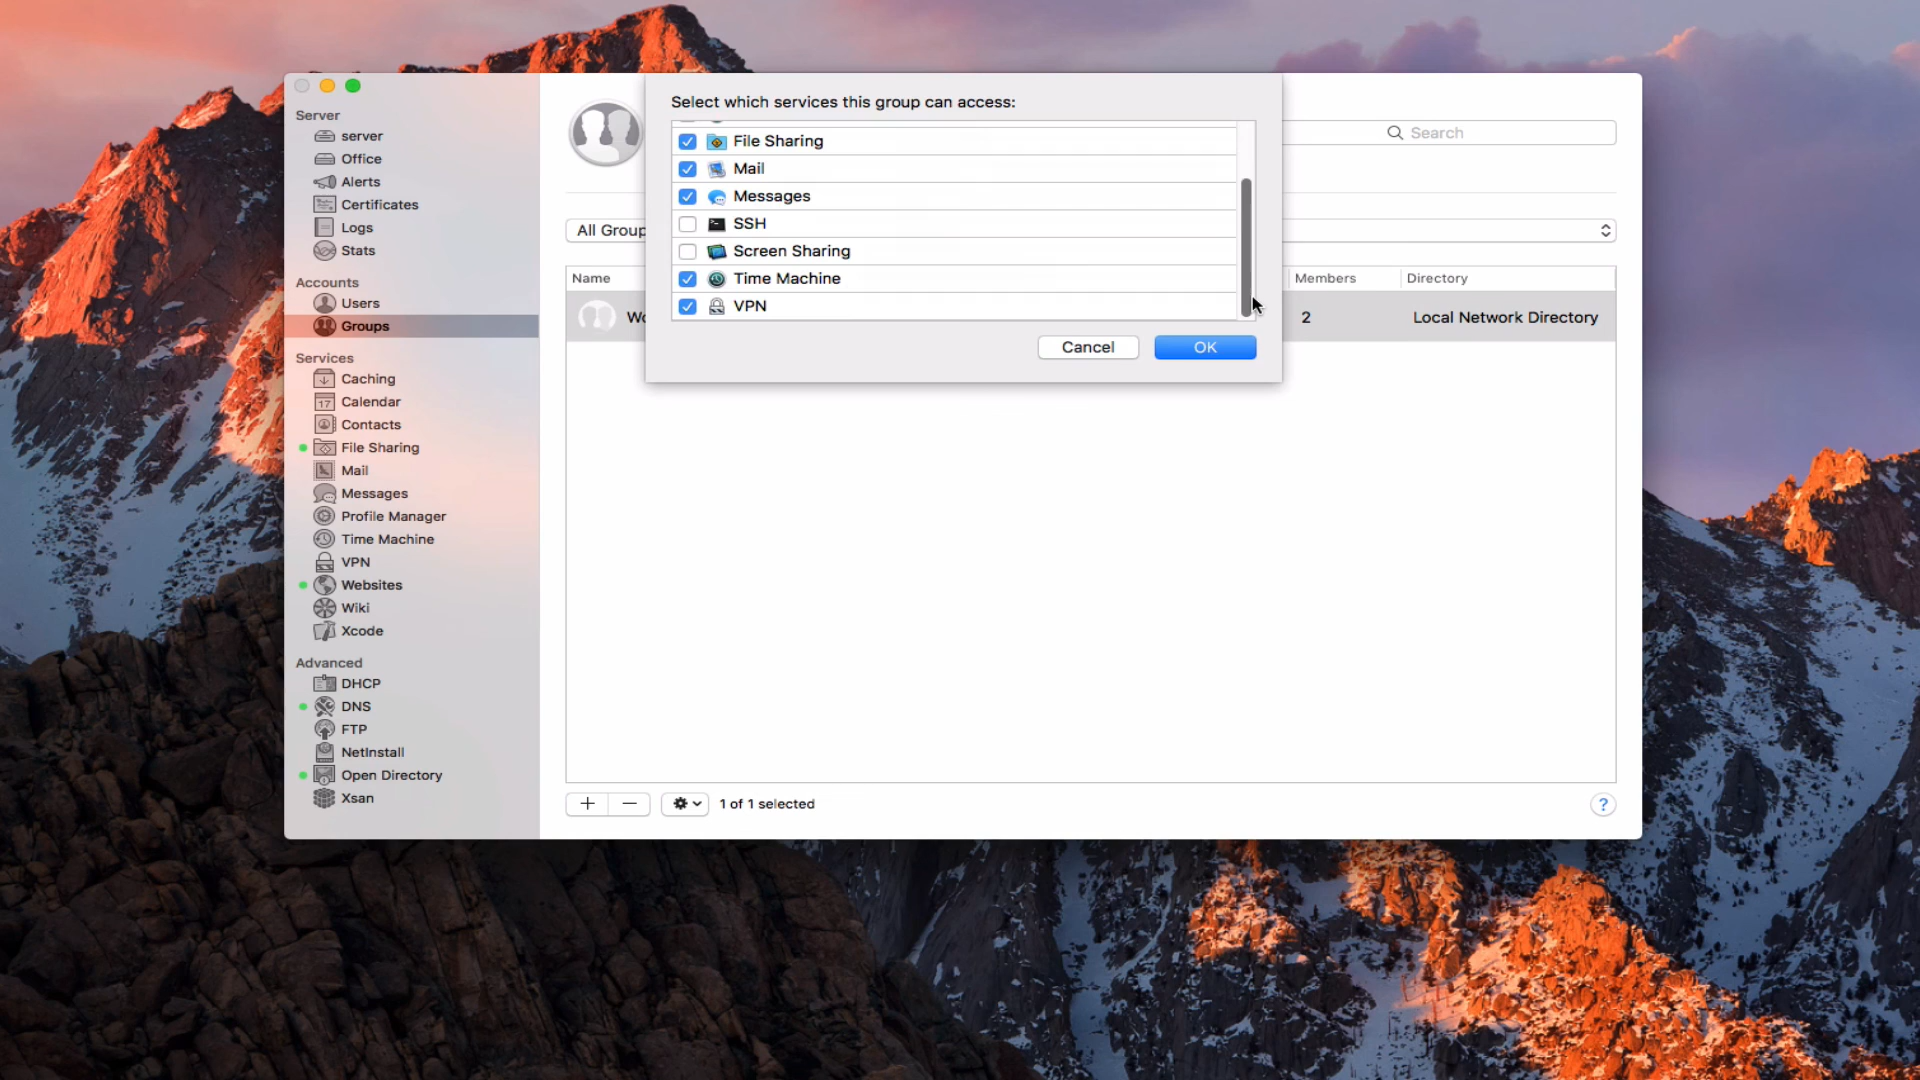 Server
server
Office
Alerts
Certificates
Logs
Stats
Accounts
Users
Groups
Services
Caching
17
Calendar
Contacts
File Sharing
Mail
Messages
Profile Manager
Time Machine
VPN
Websites
Wiki
Xcode
Advanced
DHCP
DNS
FTP
NetInstall
Open Directory
Xsan
Select which services this group can access:
File Sharing
Mail
Messages
SSH
Screen Sharing
Time Machine
VPN
Cancel
OK
Search
All Group
Name
Members
Directory
Wo
2
Local Network Directory
1 of 1 selected
?